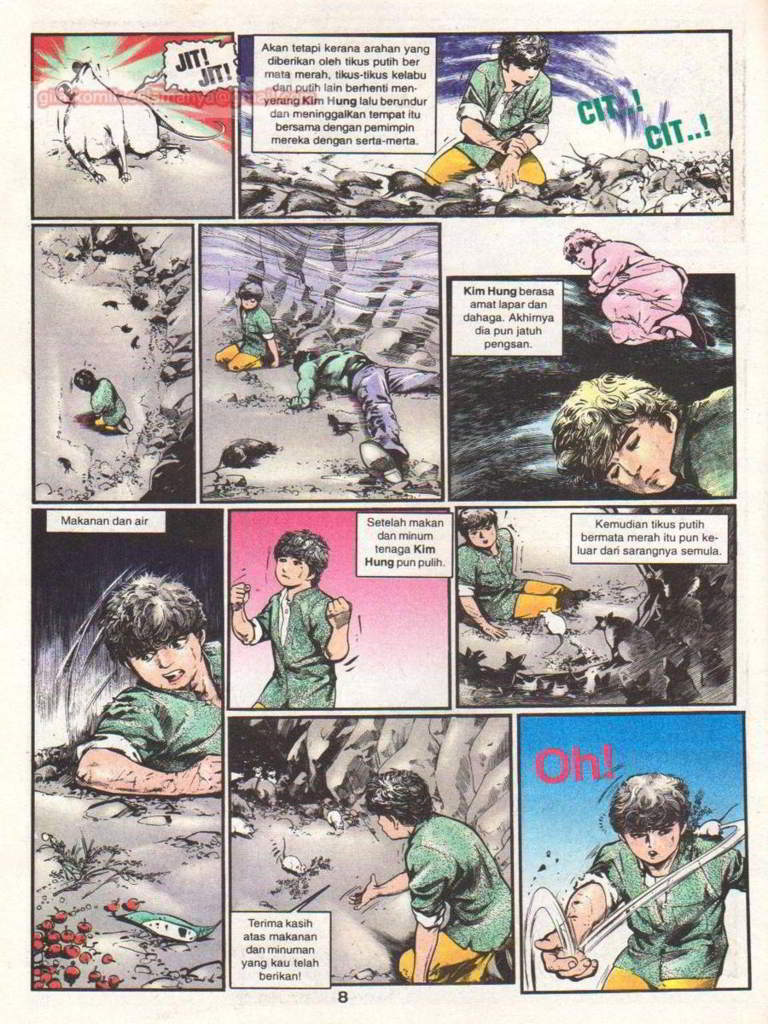 JIT!
JIT!
Akan tetapi kerana arahan yang
diberikan oleh tikus putih ber
mata merah, tikus-tikus kelabu
dan putih lain berhenti men-
yerang Kim Hung lalu berundur
dan meninggalkan tempat itu
bersama dengan pemimpin
mereka dengan serta-merta.
CIT..!
CIT..!
Kim Hung berasa
amat lapar dan
dahaga. Akhirnya
dia pun jatuh
pengsan.
Makanan dan air
Setelah makan
dan minum
tenaga Kim
Hung pun pulih.
Kemudian tikus putih
bermata merah itu pun ke-
luar dari sarangnya semula.
Terima kasih
atas makanan
dan minuman
yang kau telah
berikan!
Oh!
8